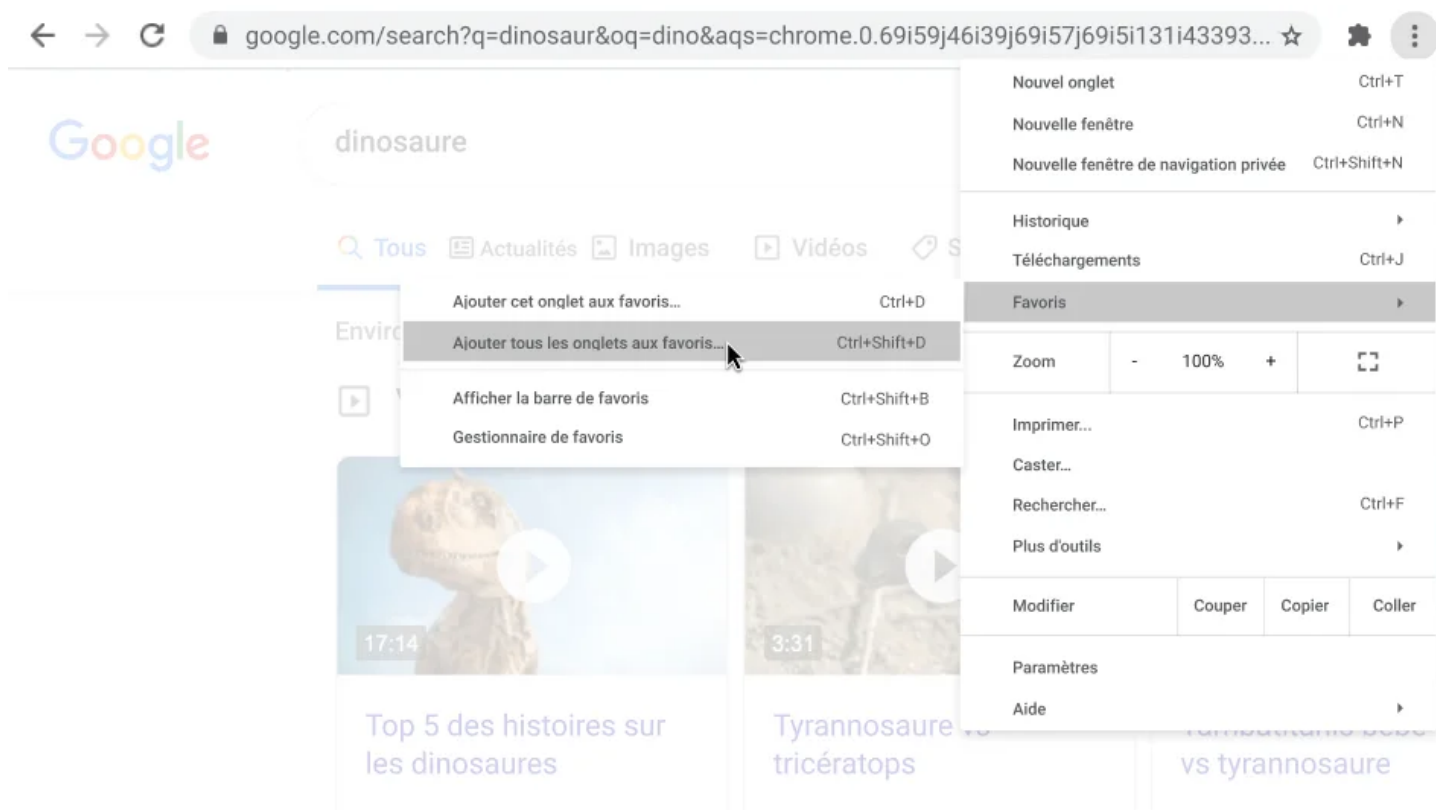 google.com/search?q=dinosaur&oq=dino&aqs=chrome.0.69i59j46i39j69i57j69i5i131i43393...
Google
dinosaure
Tous Actualités Images Vidéos S
Environ
Nouvel onglet Ctrl+T
Nouvelle fenêtre Ctrl+N
Nouvelle fenêtre de navigation privée Ctrl+Shift+N
Historique
Téléchargements Ctrl+J
Favoris
Zoom - 100% +
Imprimer... Ctrl+P
Caster...
Rechercher... Ctrl+F
Plus d'outils
Modifier Couper Copier Coller
Paramètres
Aide
Ajouter cet onglet aux favoris... Ctrl+D
Ajouter tous les onglets aux favoris... Ctrl+Shift+D
Afficher la barre de favoris Ctrl+Shift+B
Gestionnaire de favoris Ctrl+Shift+O
17:14
3:31
Top 5 des histoires sur
les dinosaures
Tyrannosaure vs
tricératops
vs tyrannosaure